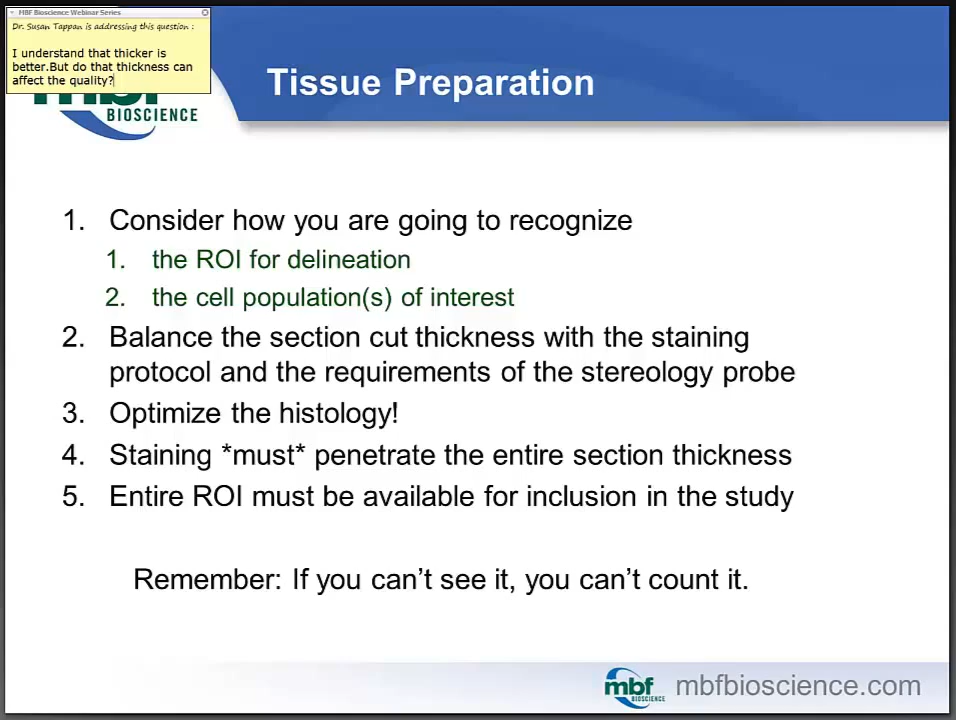 MBF Bioscience Webinar Series
Dr. Susan Tappan is addressing this question :
I understand that thicker is
better.But do that thickness can
affect the quality?
mbf
BIOSCIENCE
Tissue Preparation
1. Consider how you are going to recognize
1. the ROI for delineation
2. the cell population(s) of interest
2. Balance the section cut thickness with the staining
protocol and the requirements of the stereology probe
3. Optimize the histology!
4. Staining *must* penetrate the entire section thickness
5. Entire ROI must be available for inclusion in the study
Remember: If you can’t see it, you can’t count it.
mbf
BIOSCIENCE
mbfbioscience.com